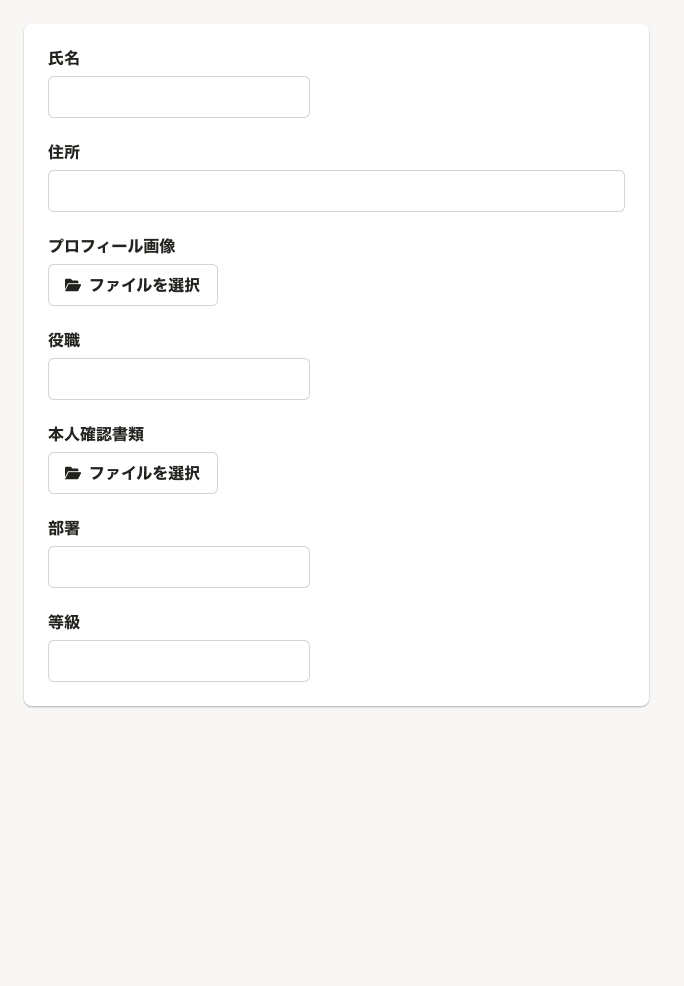 氏名
住所
プロフィール画像
ファイルを選択
役職
本人確認書類
ファイルを選択
部署
等級